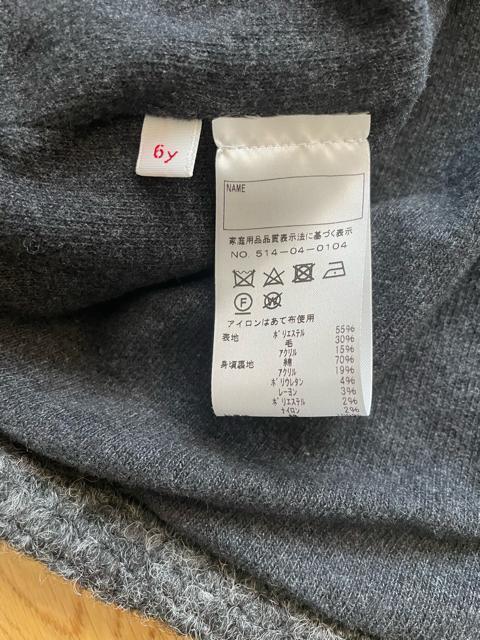 6y
NAME
家庭用品品質表示法に基づく表示
NO. 514-04-0104
F
W
アイロンはあて布使用
表地 ポリエステル 55%
毛 30%
アクリル 15%
身頃裏地 綿 70%
アクリル 19%
ポリウレタン 4%
レーヨン 3%
ポリエステル 2%
ナイロン 2%